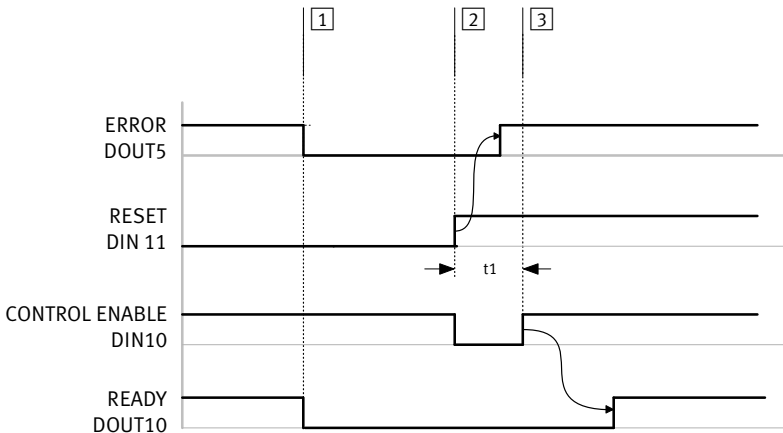 1
2
3
ERROR
DOUT5
RESET
DIN 11
t1
CONTROL ENABLE
DIN10
READY
DOUT10